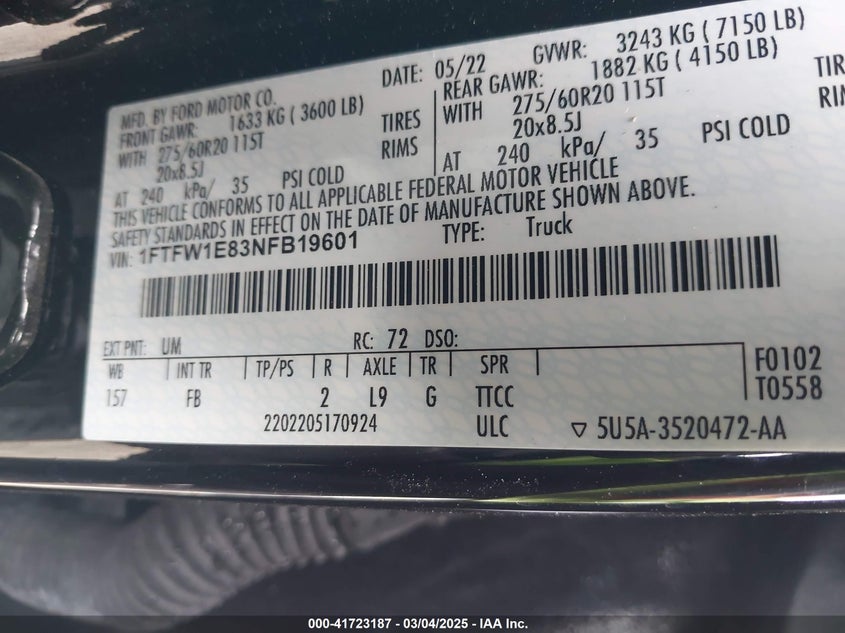 MFD. BY FORD MOTOR CO.
DATE: 05/22 GVWR: 3243 KG ( 7150 LB)
FRONT GAWR: 1633 KG ( 3600 LB)
REAR GAWR: 1882 KG ( 4150 LB)
WITH 275/60R20 115T TIRES
WITH 275/60R20 115T TIR
20x8.5J RIMS
20x8.5J RIM
AT 240 kPa/ 35 PSI COLD
AT 240 kPa/ 35 PSI COLD
THIS VEHICLE CONFORMS TO ALL APPLICABLE FEDERAL MOTOR VEHICLE
SAFETY STANDARDS IN EFFECT ON THE DATE OF MANUFACTURE SHOWN ABOVE.
VIN: 1FTFW1E83NFB19601 TYPE: Truck
EXT PNT: UM RC: 72 DSO:
WB INT TR TP/PS R AXLE TR SPR
157 FB 2 L9 G TTCC
F0102
T0558
2202205170924 ULC ▽ 5U5A-3520472-AA
000-41723187 - 03/04/2025 - IAA Inc.